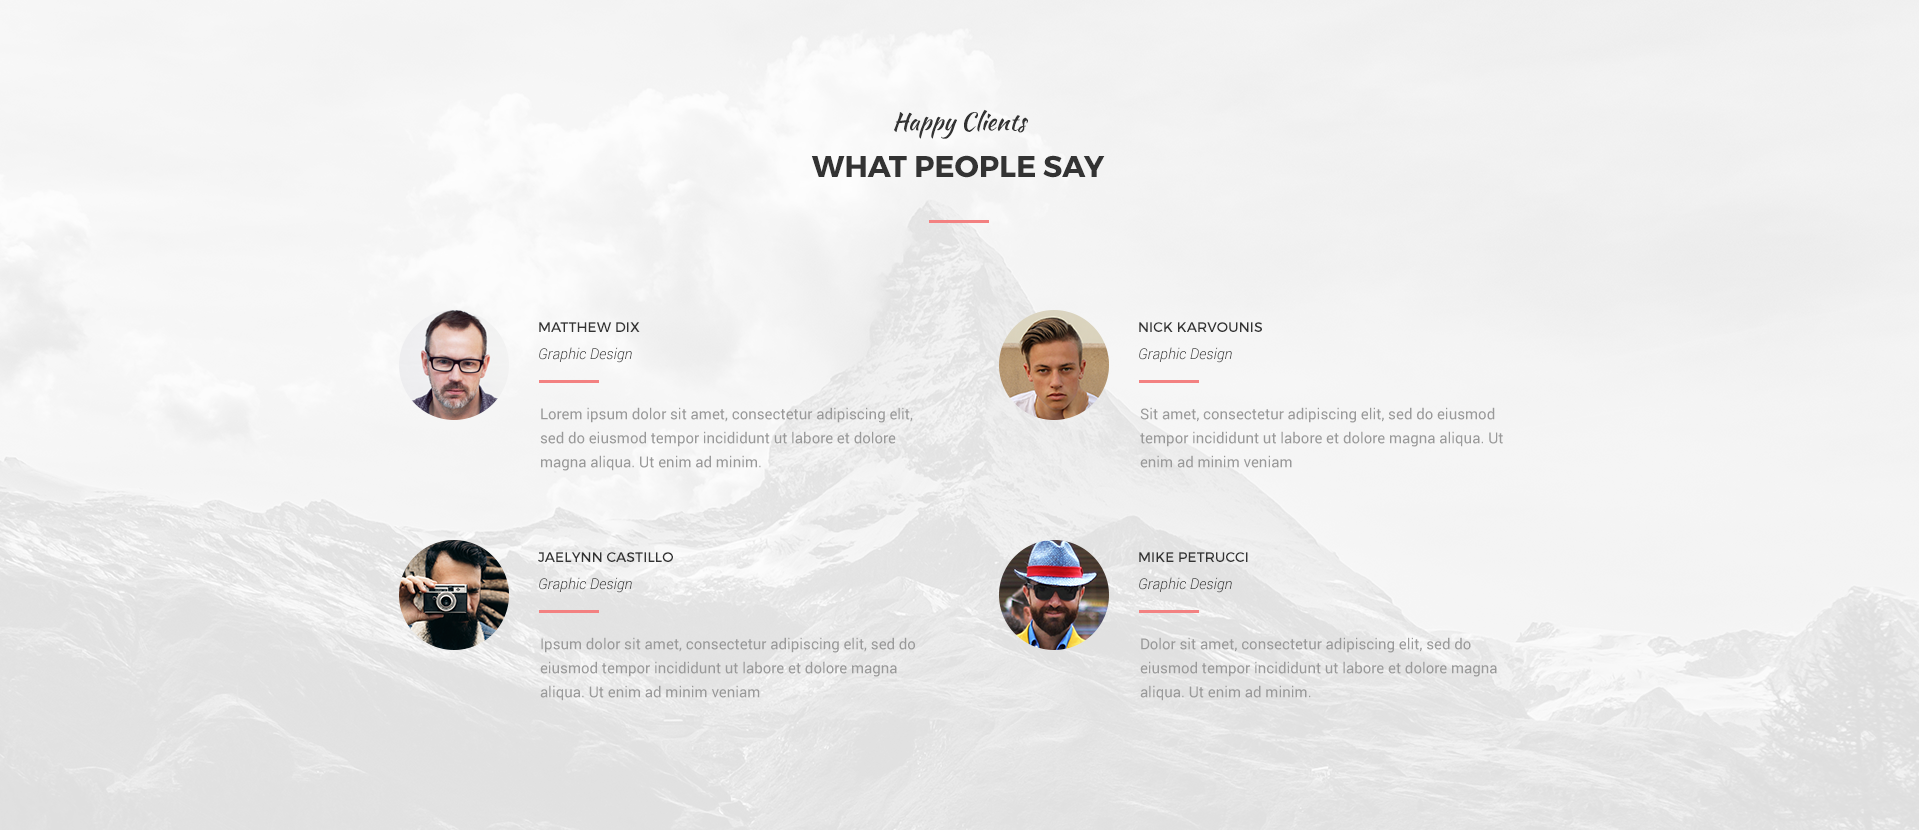 Happy Clients
WHAT PEOPLE SAY
MATTHEW DIX
Graphic Design
Lorem ipsum dolor sit amet, consectetur adipiscing elit,
sed do eiusmod tempor incididunt ut labore et dolore
magna aliqua. Ut enim ad minim.
NICK KARVOUNIS
Graphic Design
Sit amet, consectetur adipiscing elit, sed do eiusmod
tempor incididunt ut labore et dolore magna aliqua. Ut
enim ad minim veniam
JAELYNN CASTILLO
Graphic Design
Ipsum dolor sit amet, consectetur adipiscing elit, sed do
eiusmod tempor incididunt ut labore et dolore magna
aliqua. Ut enim ad minim veniam
MIKE PETRUCCI
Graphic Design
Dolor sit amet, consectetur adipiscing elit, sed do
eiusmod tempor incididunt ut labore et dolore magna
aliqua. Ut enim ad minim.